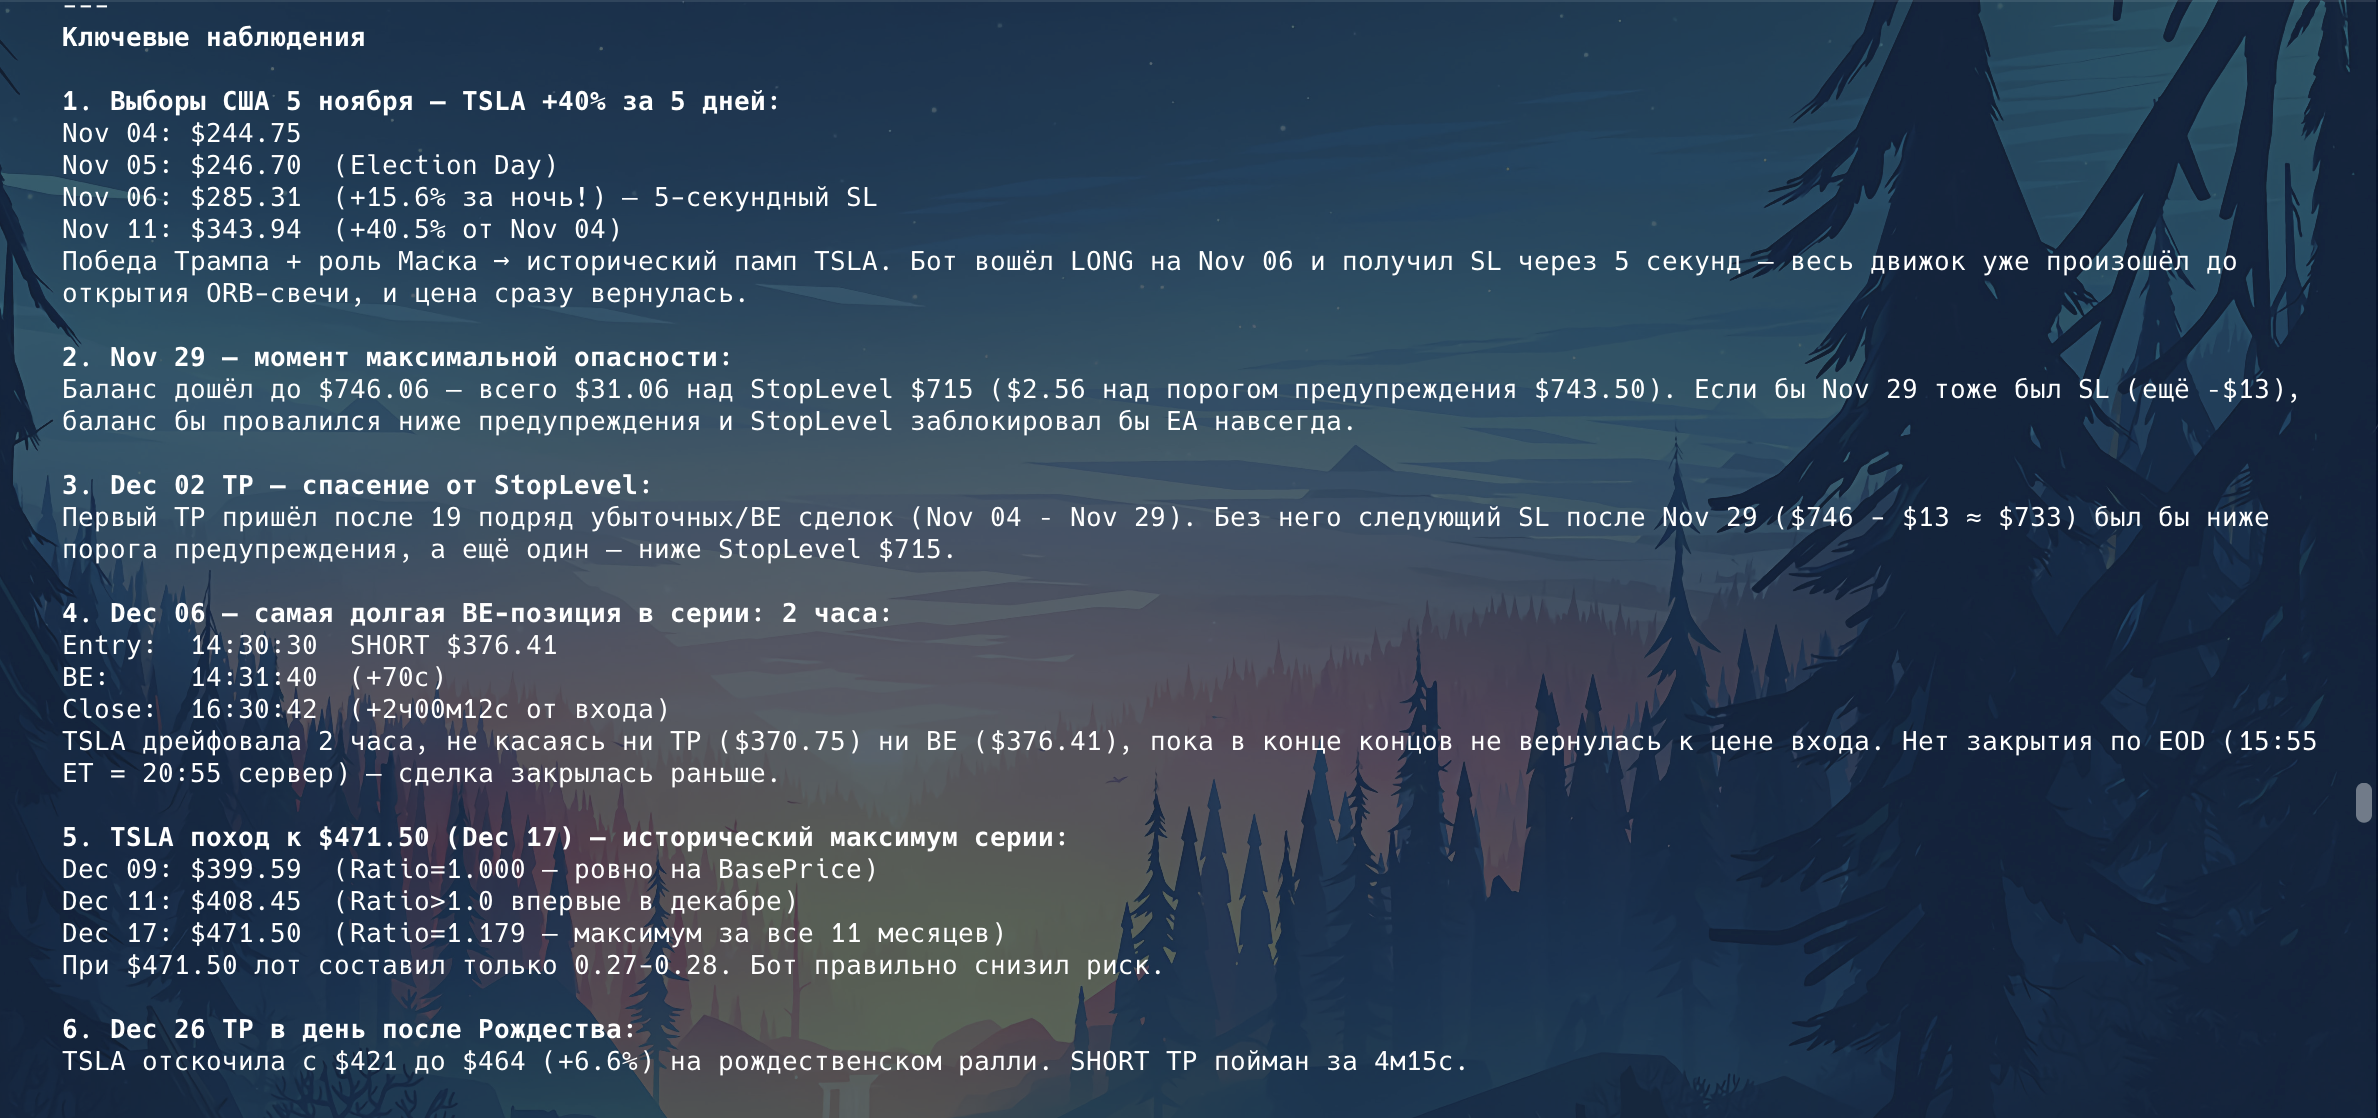 ---
Ключевые наблюдения
1. Выборы США 5 ноября — TSLA +40% за 5 дней:
Nov 04: $244.75
Nov 05: $246.70  (Election Day)
Nov 06: $285.31  (+15.6% за ночь!) — 5-секундный SL
Nov 11: $343.94  (+40.5% от Nov 04)
Победа Трампа + роль Маска → исторический памп TSLA. Бот вошёл LONG на Nov 06 и получил SL через 5 секунд — весь движок уже произошёл до
открытия ORB-свечи, и цена сразу вернулась.
2. Nov 29 — момент максимальной опасности:
Баланс дошёл до $746.06 — всего $31.06 над StopLevel $715 ($2.56 над порогом предупреждения $743.50). Если бы Nov 29 тоже был SL (ещё -$13),
баланс бы провалился ниже предупреждения и StopLevel заблокировал бы EA навсегда.
3. Dec 02 TP — спасение от StopLevel:
Первый TP пришёл после 19 подряд убыточных/BE сделок (Nov 04 - Nov 29). Без него следующий SL после Nov 29 ($746 - $13 ≈ $733) был бы ниже
порога предупреждения, а ещё один — ниже StopLevel $715.
4. Dec 06 — самая долгая BE-позиция в серии: 2 часа:
Entry:  14:30:30  SHORT $376.41
BE:     14:31:40  (+70с)
Close:  16:30:42  (+2ч00м12с от входа)
TSLA дрейфовала 2 часа, не касаясь ни TP ($370.75) ни BE ($376.41), пока в конце концов не вернулась к цене входа. Нет закрытия по EOD (15:55
ET = 20:55 сервер) — сделка закрылась раньше.
5. TSLA поход к $471.50 (Dec 17) — исторический максимум серии:
Dec 09: $399.59  (Ratio=1.000 — ровно на BasePrice)
Dec 11: $408.45  (Ratio>1.0 впервые в декабре)
Dec 17: $471.50  (Ratio=1.179 — максимум за все 11 месяцев)
При $471.50 лот составил только 0.27-0.28. Бот правильно снизил риск.
6. Dec 26 TP в день после Рождества:
TSLA отскочила с $421 до $464 (+6.6%) на рождественском ралли. SHORT TP пойман за 4м15с.